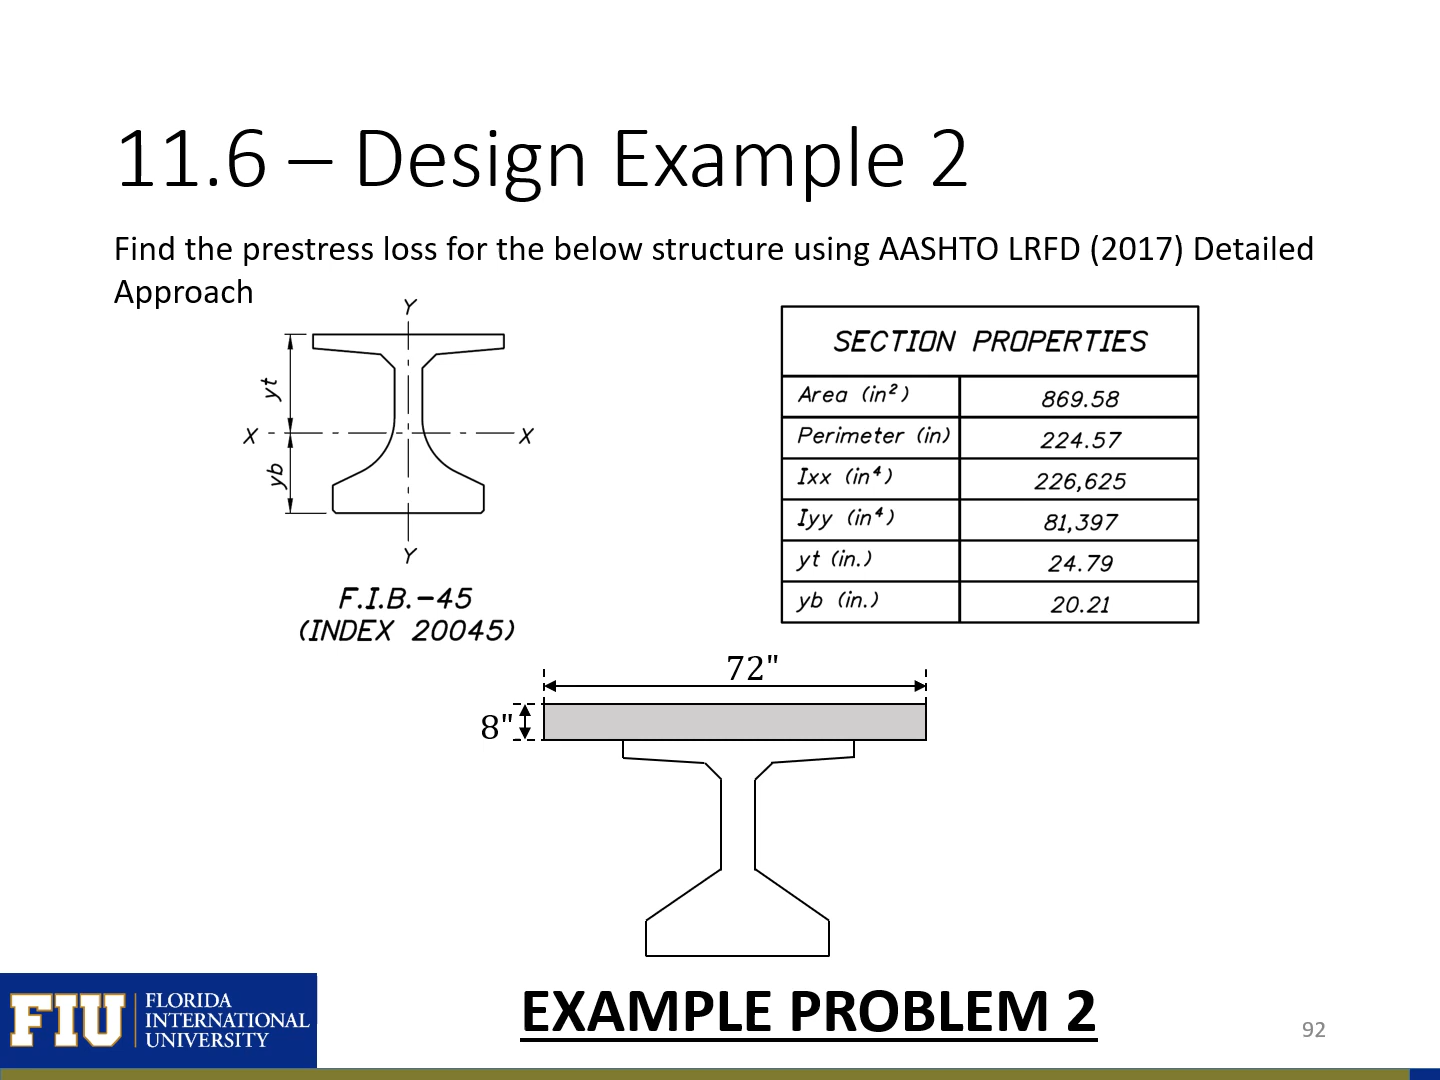 11.6 – Design Example 2
Find the prestress loss for the below structure using AASHTO LRFD (2017) Detailed
Approach
Y
yt
X
X
yb
Y
F.I.B.-45
(INDEX 20045)
SECTION PROPERTIES
Area (in²) 869.58
Perimeter (in) 224.57
Ixx (in⁴) 226,625
Iyy (in⁴) 81,397
yt (in.) 24.79
yb (in.) 20.21
72"
8"
EXAMPLE PROBLEM 2
FIU
FLORIDA
INTERNATIONAL
UNIVERSITY
92